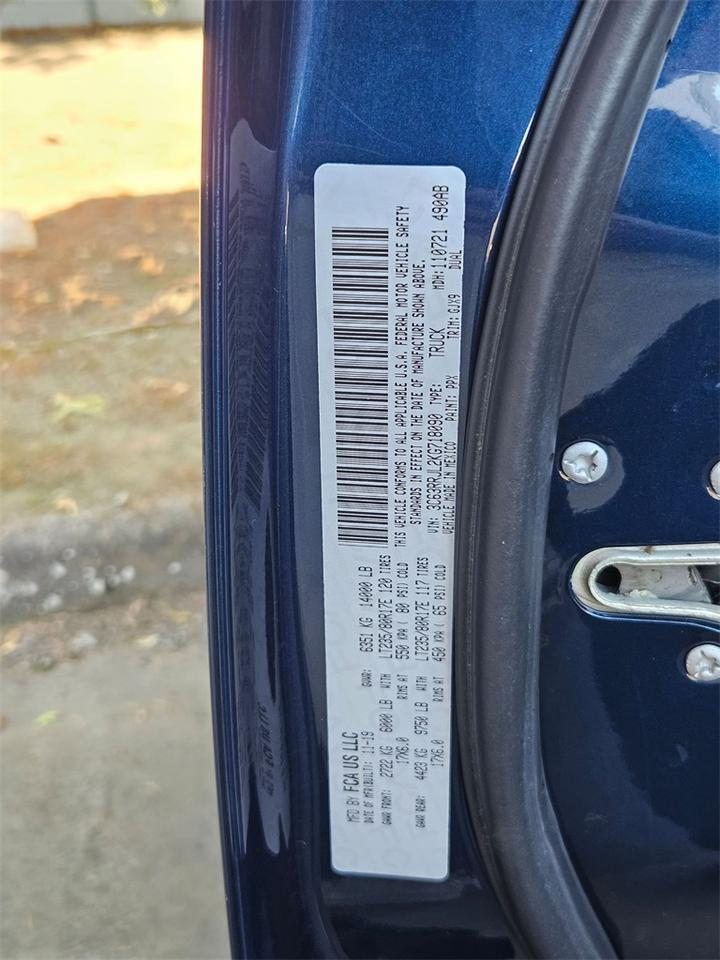 MFD BY FCA US LLC
DATE OF MFR(BUILT): 11-19 GVWR: 6351 KG 14000 LB
GAWR FRONT: 2722 KG 6000 LB WITH LT235/80R17E 120 TIRES
17X6.0 RIMS AT 550 KPA ( 80 PSI) COLD
GAWR REAR: 4423 KG 9750 LB WITH LT235/80R17E 117 TIRES
17X6.0 RIMS AT 450 KPA ( 65 PSI) COLD
THIS VEHICLE CONFORMS TO ALL APPLICABLE U.S.A. FEDERAL MOTOR VEHICLE SAFETY
STANDARDS IN EFFECT ON THE DATE OF MANUFACTURE SHOWN ABOVE.
VIN: 3C63RRJL2KG718090 TYPE: TRUCK MDH: 110721 490AB
VEHICLE MADE IN MEXICO PAINT: PPX TRIM: GJX9 DUAL